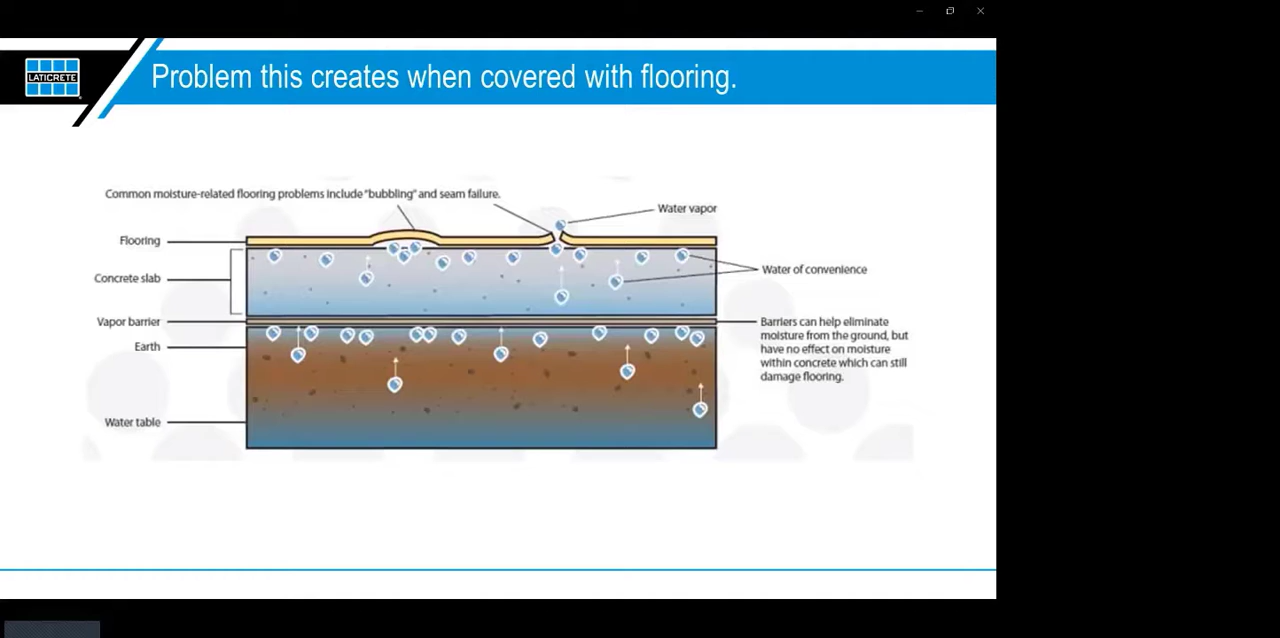 LATICRETE
Problem this creates when covered with flooring.
Common moisture-related flooring problems include "bubbling" and seam failure.
Water vapor
Flooring
Concrete slab
Water of convenience
Vapor barrier
Earth
Barriers can help eliminate
moisture from the ground, but
have no effect on moisture
within concrete which can still
damage flooring.
Water table